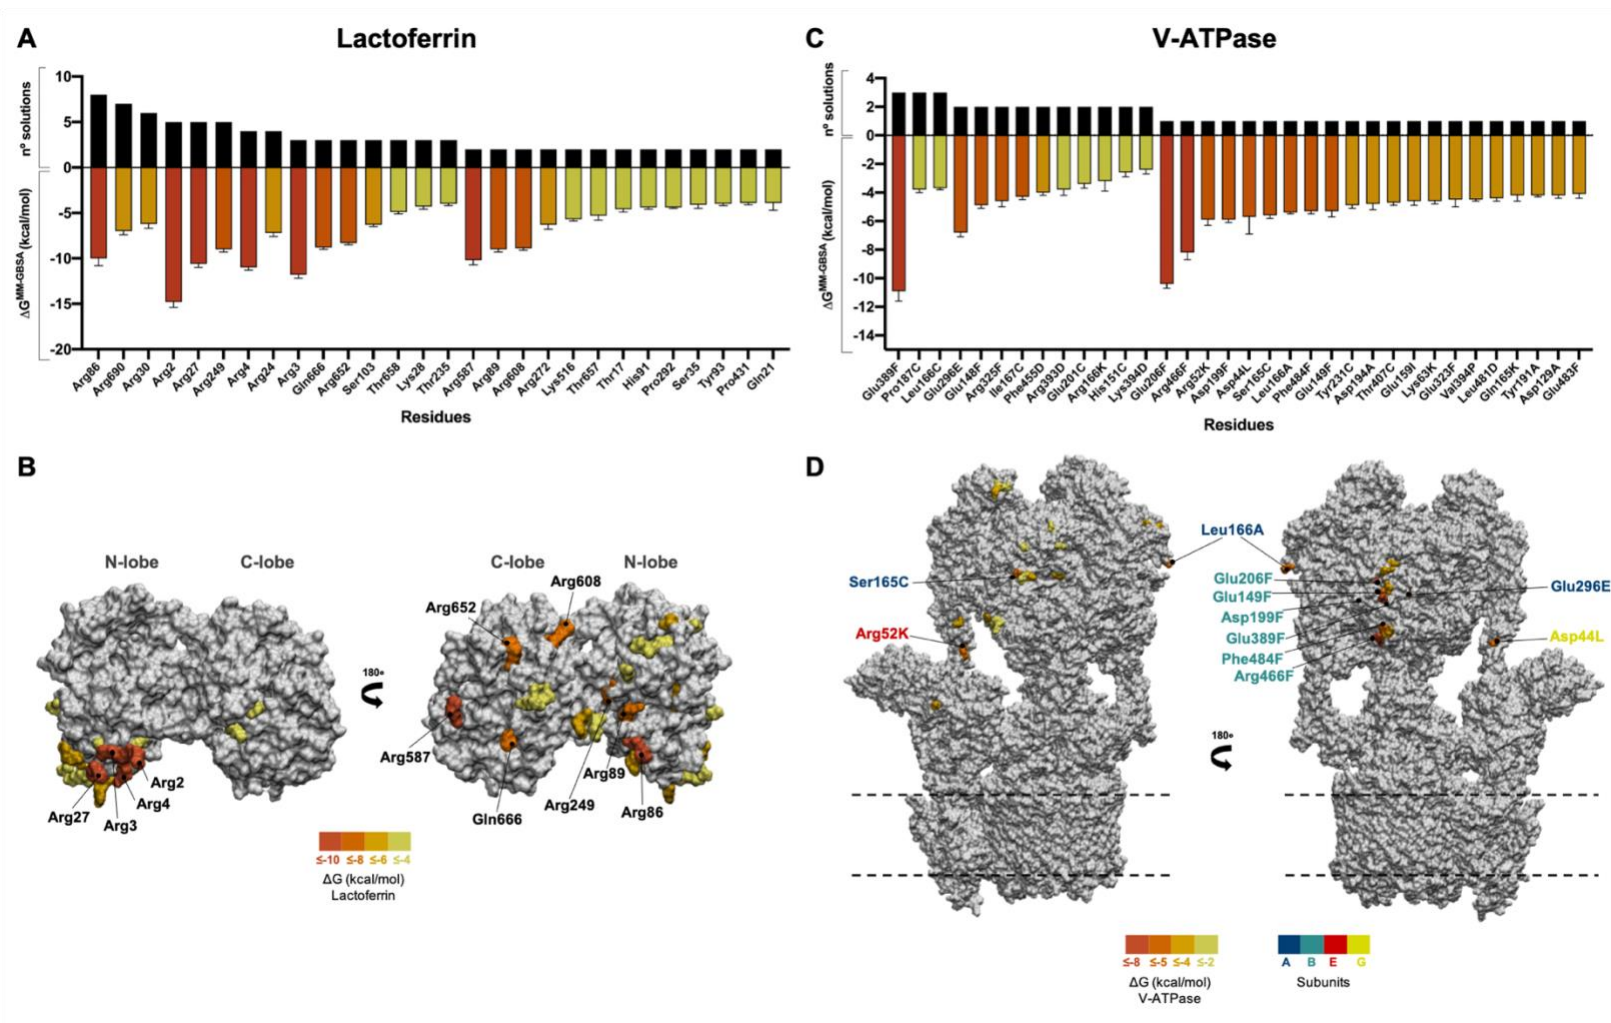 A
Lactoferrin
10
5
0
-5
-10
-15
-20
nº solutions
ΔG^MM-GBSA (kcal/mol)
Arg86
Arg690
Arg30
Arg2
Arg27
Arg249
Arg4
Arg24
Arg3
Gln666
Arg652
Ser103
Thr658
Lys28
Thr235
Arg587
Arg89
Arg608
Arg272
Lys516
Thr657
Thr17
His91
Pro292
Ser35
Tyr93
Pro431
Gln21
Residues
C
V-ATPase
4
2
0
-2
-4
-6
-8
-10
-12
-14
nº solutions
ΔG^MM-GBSA (kcal/mol)
Glu389F
Pro187C
Leu166C
Glu296E
Glu148F
Arg325F
Ile197C
Phe455D
Arg393D
Glu201C
Arg166K
His151C
Lys394D
Glu206F
Arg466F
Arg52K
Asp199F
Asp44L
Ser165C
Leu166A
Phe484F
Glu149F
Tyr231C
Asp194A
Thr407C
Glu159I
Lys63K
Glu323F
Val394P
Leu481D
Gln165K
Tyr191A
Asp129A
Glu483F
Residues
B
N-lobe
C-lobe
Arg27
Arg3
Arg4
Arg2
180º
C-lobe
N-lobe
Arg608
Arg652
Arg587
Gln666
Arg249
Arg89
Arg86
≤-10 ≤-8 ≤-6 ≤-4
ΔG (kcal/mol)
Lactoferrin
D
Leu166A
Ser165C
Arg52K
Glu206F
Glu149F
Asp199F
Glu389F
Phe484F
Arg466F
Glu296E
Asp44L
180º
≤-8 ≤-5 ≤-4 ≤-2
ΔG (kcal/mol)
V-ATPase
A B E G
Subunits